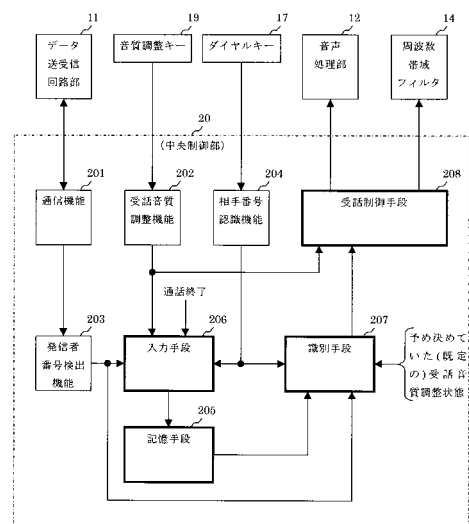 11
19
17
12
14
データ
送受信
回路部
音質調整キー
ダイヤルキー
音声
処理部
周波数
帯域
フィルタ
20
(中央制御部)
201
202
204
208
通信機能
受話音質
調整機能
相手番号
認識機能
受話制御手段
通話終了
203
206
207
発信者
番号検出
機能
入力手段
識別手段
予め決めて
いた(既定
の)受話音
質調整状態
205
記憶手段